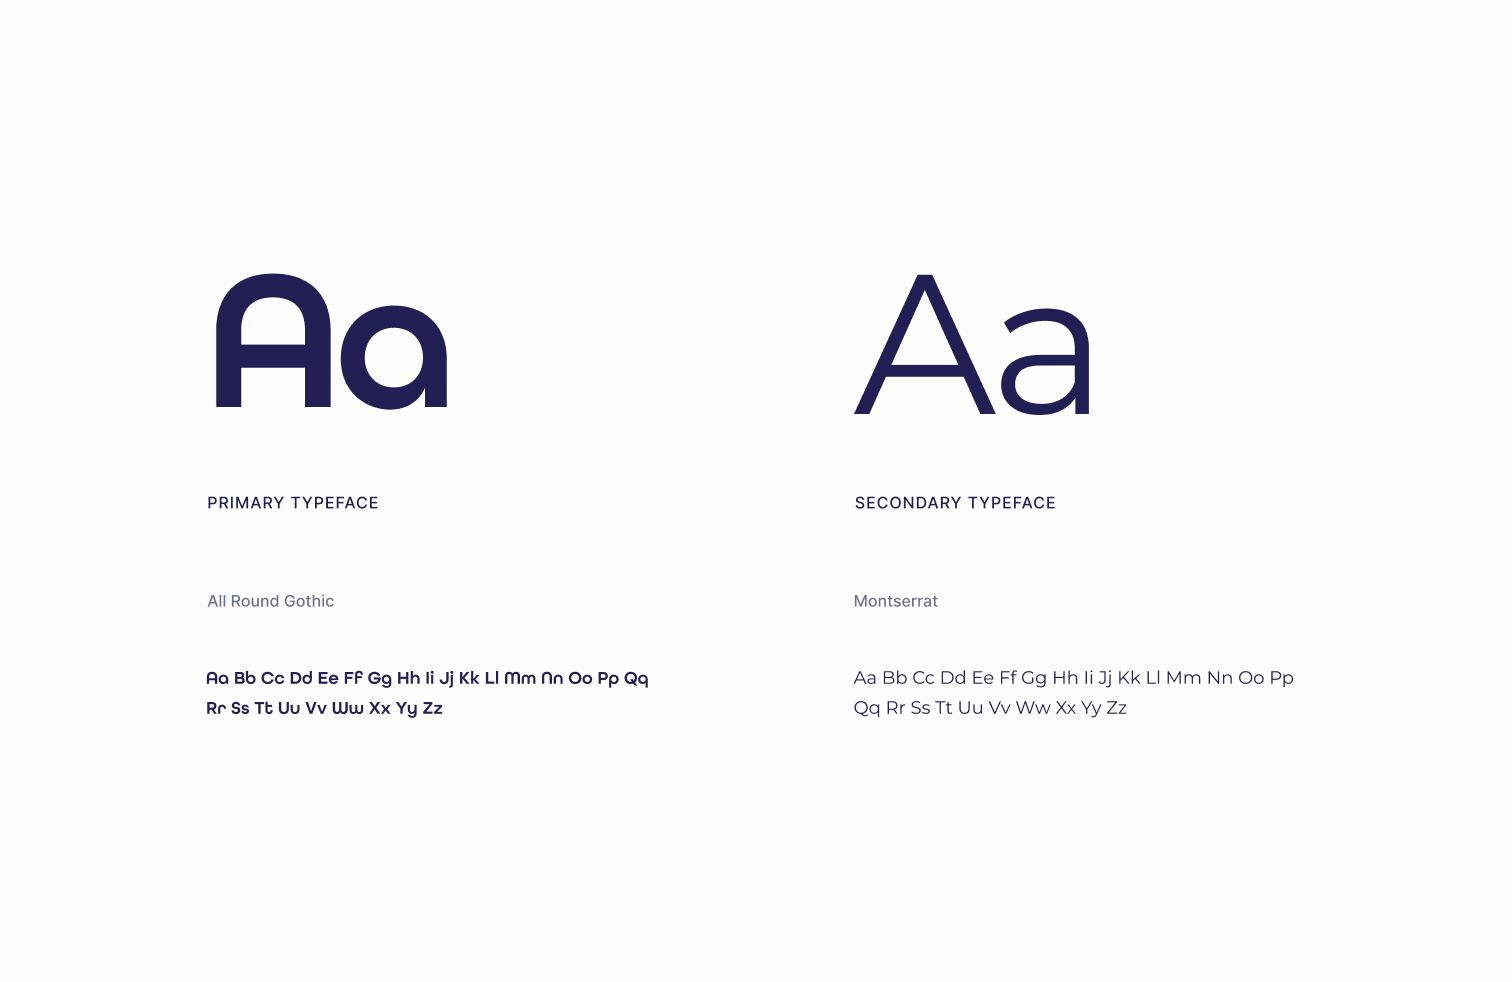 Aa
PRIMARY TYPEFACE
All Round Gothic
Aa Bb Cc Dd Ee Ff Gg Hh Ii Jj Kk Ll Mm Nn Oo Pp Qq
Rr Ss Tt Uu Vv Ww Xx Yy Zz
Aa
SECONDARY TYPEFACE
Montserrat
Aa Bb Cc Dd Ee Ff Gg Hh Ii Jj Kk Ll Mm Nn Oo Pp
Qq Rr Ss Tt Uu Vv Ww Xx Yy Zz